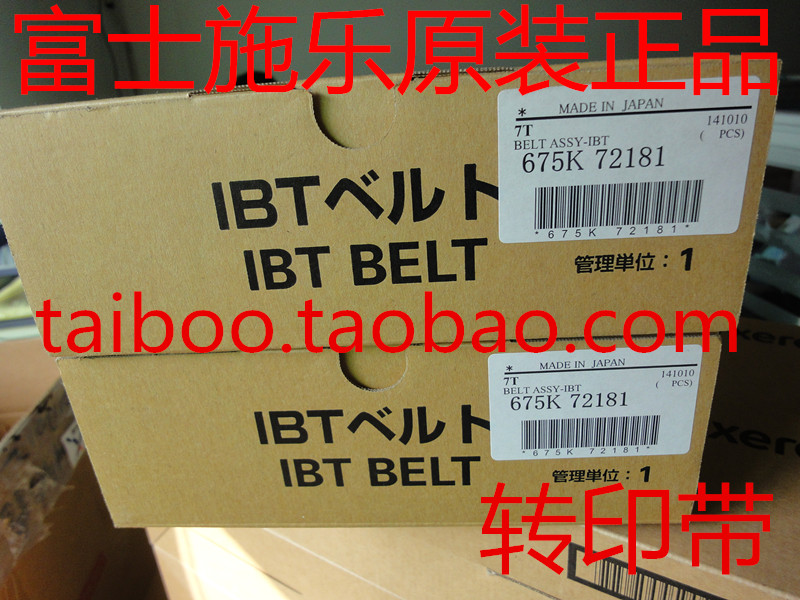 富士施乐原装正品
* MADE IN JAPAN
7T 141010
BELT ASSY-IBT ( PCS)
675K 72181
*675K 72181*
IBTベルト
IBT BELT
管理単位：1
taiboo.taobao.com
* MADE IN JAPAN
7T 141010
BELT ASSY-IBT ( PCS)
675K 72181
*675K 72181*
IBTベルト
IBT BELT
管理単位：1
转印带